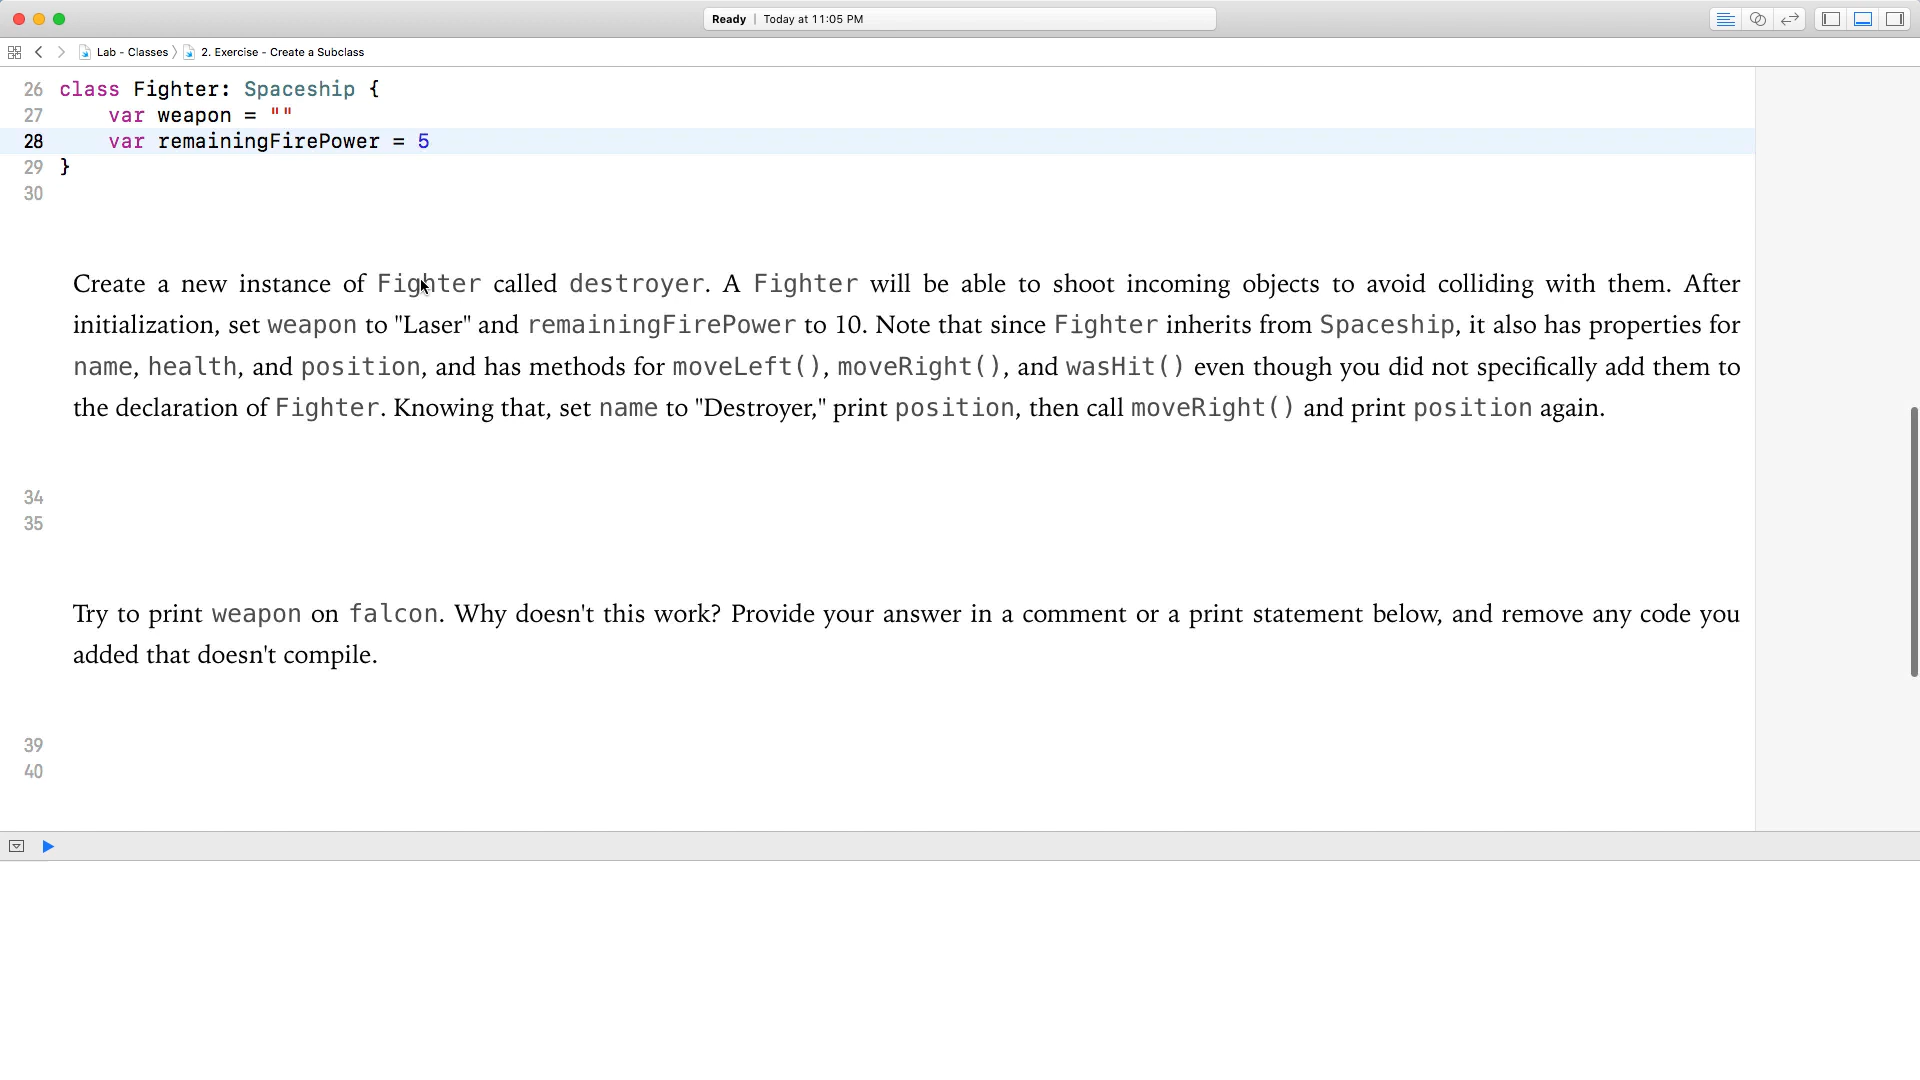 Ready | Today at 11:05 PM
Lab - Classes 〉 2. Exercise - Create a Subclass
26 class Fighter: Spaceship {
27     var weapon = ""
28     var remainingFirePower = 5
29 }
30
Create a new instance of Fighter called destroyer. A Fighter will be able to shoot incoming objects to avoid colliding with them. After
initialization, set weapon to "Laser" and remainingFirePower to 10. Note that since Fighter inherits from Spaceship, it also has properties for
name, health, and position, and has methods for moveLeft(), moveRight(), and wasHit() even though you did not specifically add them to
the declaration of Fighter. Knowing that, set name to "Destroyer," print position, then call moveRight() and print position again.
34
35
Try to print weapon on falcon. Why doesn't this work? Provide your answer in a comment or a print statement below, and remove any code you
added that doesn't compile.
39
40